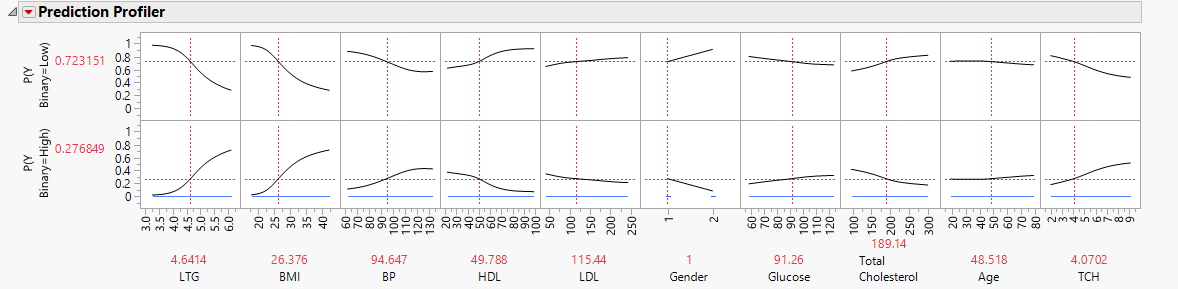 Prediction Profiler
P(Y
Binary=Low)
0.723151
1
0.8
0.6
0.4
0.2
0
P(Y
Binary=High)
0.276849
1
0.8
0.6
0.4
0.2
0
3.0 3.5 4.0 4.5 5.0 5.5 6.0
20 25 30 35 40
60 70 80 90 100 110 120 130
20 30 40 50 60 70 80 90 100
50 100 150 200 250
1 2
60 70 80 90 100 110 120
100 150 200 250 300
20 30 40 50 60 70 80
2 3 4 5 6 7 8 9
4.6414
LTG
26.376
BMI
94.647
BP
49.788
HDL
115.44
LDL
1
Gender
91.26
Glucose
189.14
Total
Cholesterol
48.518
Age
4.0702
TCH